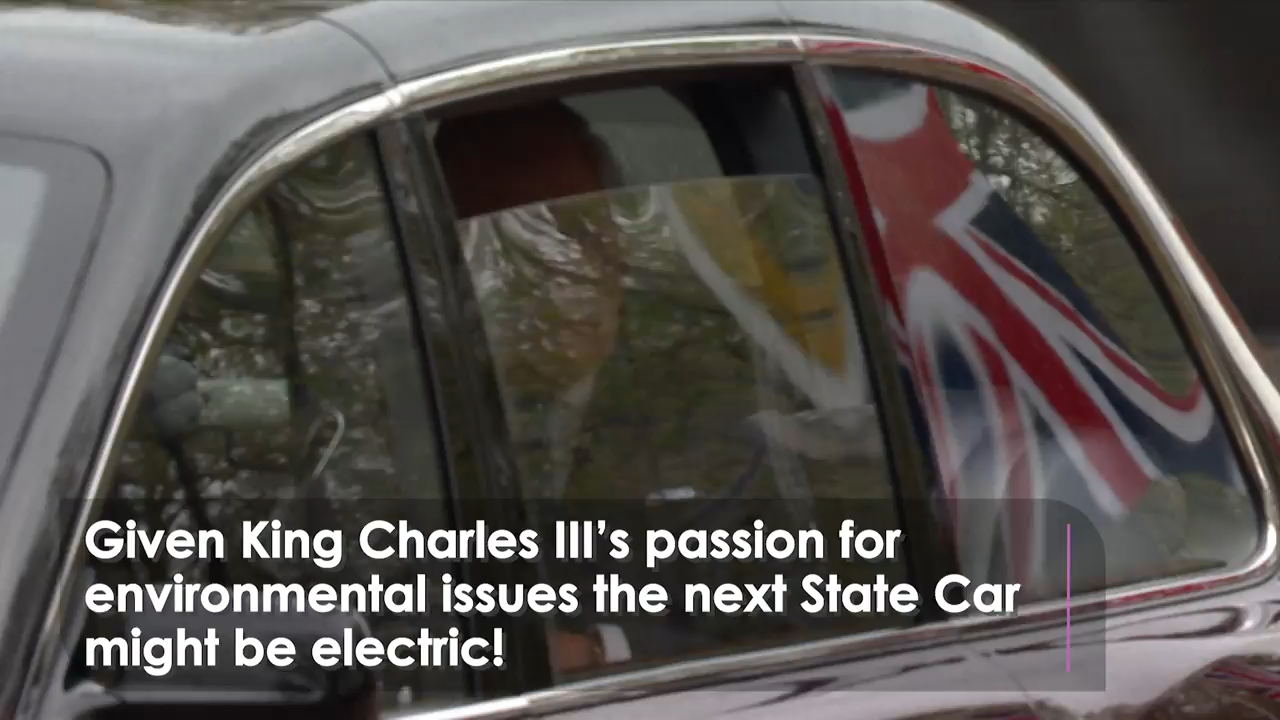 Given King Charles III’s passion for
environmental issues the next State Car
might be electric!